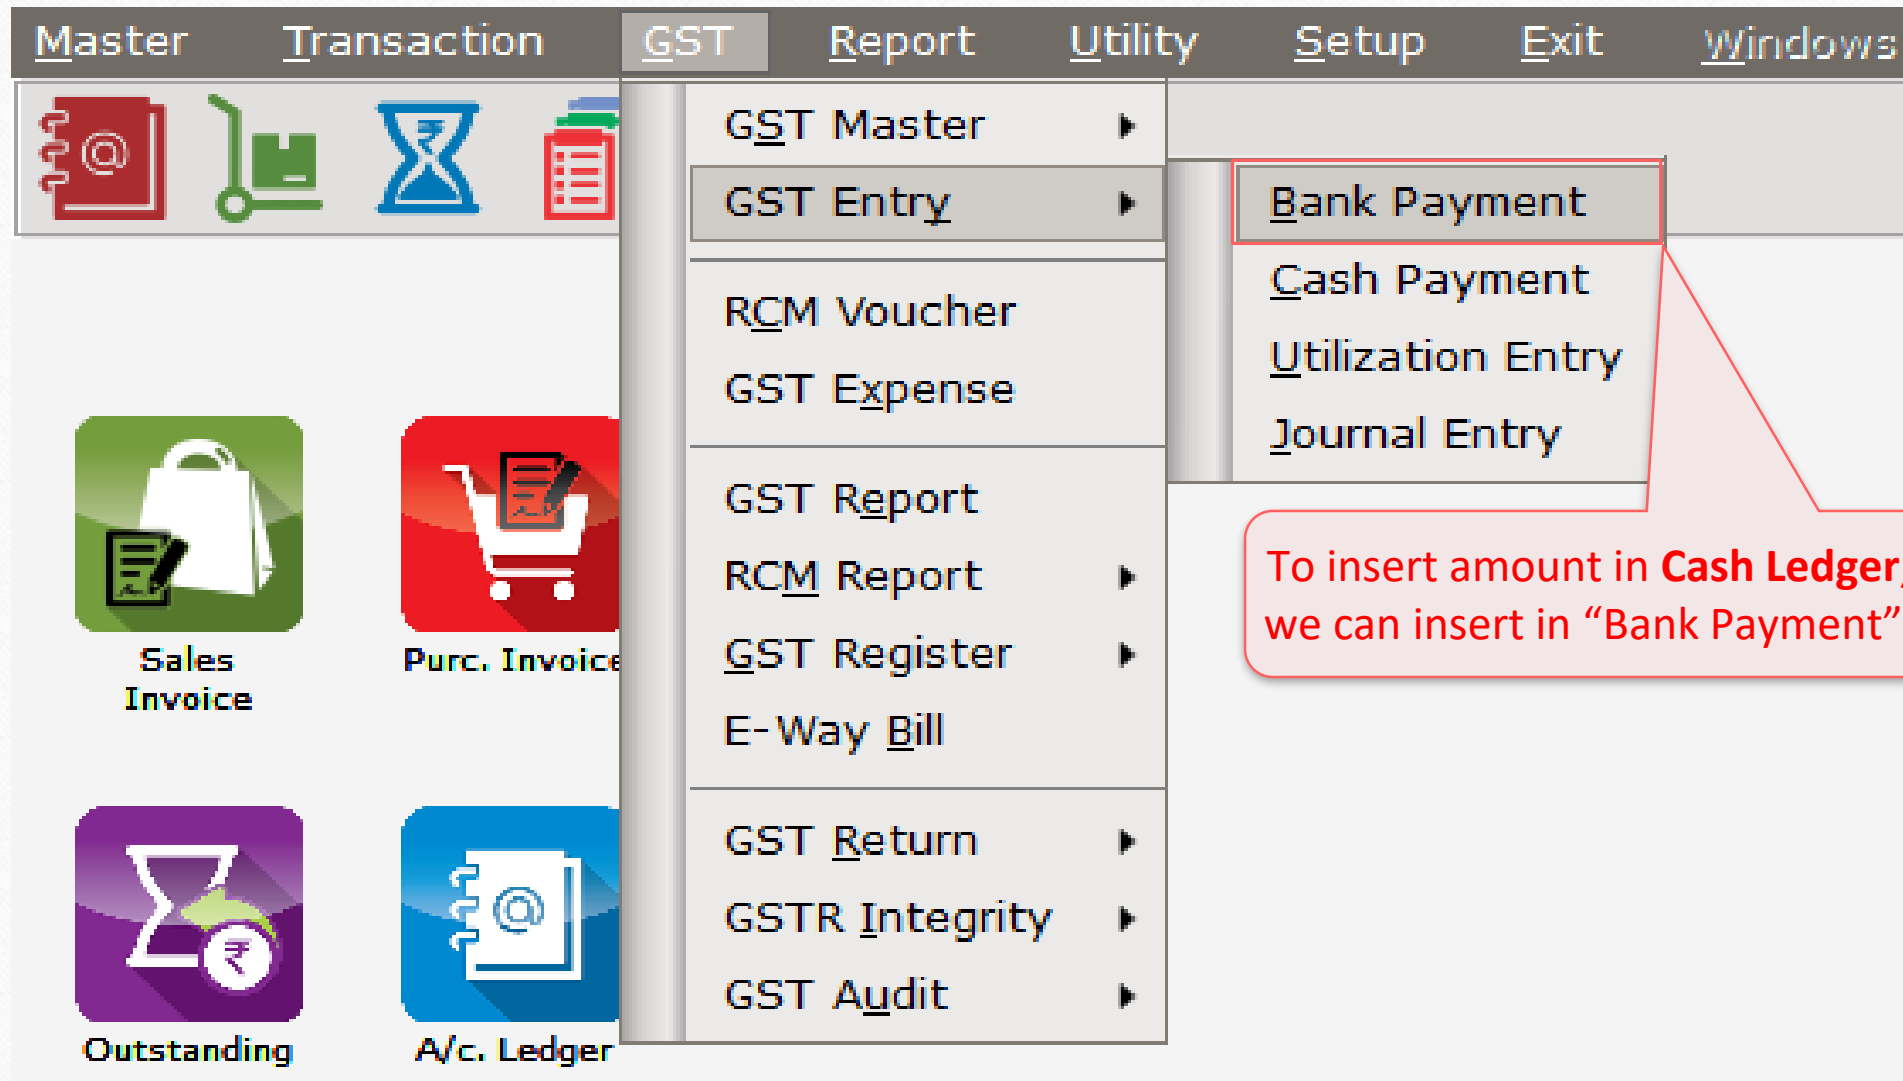 Master Transaction GST Report Utility Setup Exit Windows
GST Master
GST Entry
RCM Voucher
GST Expense
GST Report
RCM Report
GST Register
E-Way Bill
GST Return
GSTR Integrity
GST Audit
Bank Payment
Cash Payment
Utilization Entry
Journal Entry
To insert amount in Cash Ledger,
we can insert in “Bank Payment”
Sales
Invoice
Purc. Invoice
Outstanding
A/c. Ledger